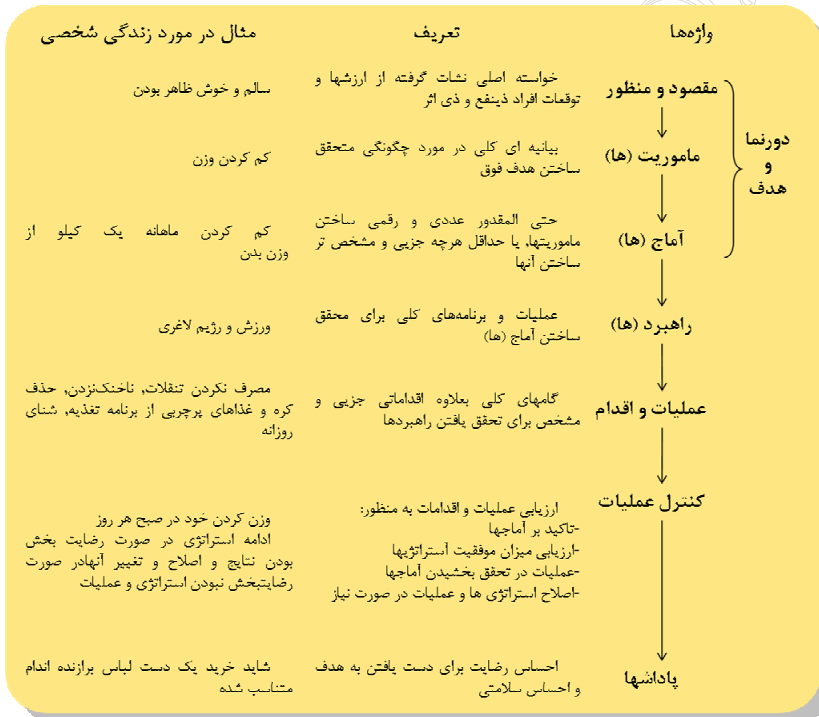 واژه‌ها
تعریف
مثال در مورد زندگی شخصی
دورنما
و
هدف
مقصود و منظور
خواسته اصلی نشات گرفته از ارزشها و
توقعات افراد ذینفع و ذی اثر
سالم و خوش ظاهر بودن
ماموریت (ها)
بیانیه ای کلی در مورد چگونگی متحقق
ساختن هدف فوق
کم کردن وزن
آماج (ها)
حتی المقدور عددی و رقمی ساختن
ماموریتها, یا حداقل هرچه جزیی و مشخص تر
ساختن آنها
کم کردن ماهانه یک کیلو از
وزن بدن
راهبرد (ها)
عملیات و برنامه‌های کلی برای محقق
ساختن آماج (ها)
ورزش و رژیم لاغری
عملیات و اقدام
گامهای کلی بعلاوه اقداماتی جزیی و
مشخص برای تحقق یافتن راهبردها
مصرف نکردن تنقلات, ناخنک‌نزدن, حذف
کره و غذاهای پرچربی از برنامه تغذیه, شنای
روزانه
کنترل عملیات
ارزیابی عملیات و اقدامات به منظور:
-تاکید بر آماجها
-ارزیابی میزان موفقیت استراتژیها
-عملیات در تحقق بخشیدن آماجها
-اصلاح استراتژی ها و عملیات در صورت نیاز
وزن کردن خود در صبح هر روز
ادامه استراتژی در صورت رضایت بخش
بودن نتایج و اصلاح و تغییر آنهادر صورت
رضایتبخش نبودن استراتژی و عملیات
پاداشها
احساس رضایت برای دست یافتن به هدف
و احساس سلامتی
شاید خرید یک دست لباس برازنده اندام
متناسب شده